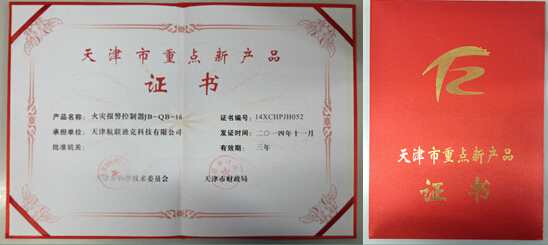 天津市重点新产品
证书
产品名称：火灾报警控制器JB-QB-16
证书编号：14XCHPJH052
承担单位：天津航联迪克科技有限公司
发证时间：二〇一四年十一月
批准机关：
有效期：三年
天津市科学技术委员会
天津市财政局
天津市重点新产品
证书